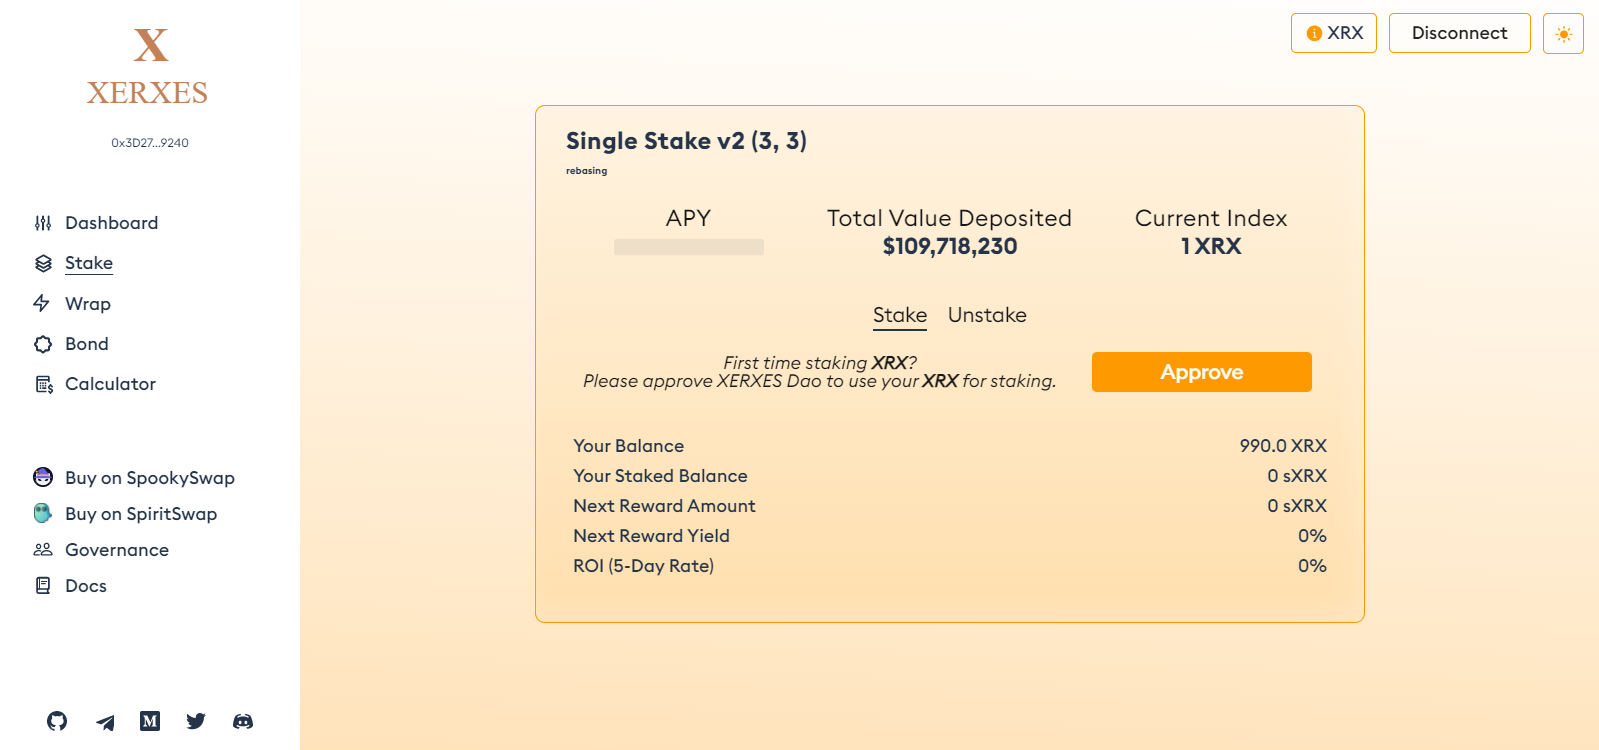 X
XERXES
0x3D27...9240
Dashboard
Stake
Wrap
Bond
Calculator
Buy on SpookySwap
Buy on SpiritSwap
Governance
Docs
XRX
Disconnect
Single Stake v2 (3, 3)
rebasing
APY
Total Value Deposited
$109,718,230
Current Index
1 XRX
Stake Unstake
First time staking XRX?
Please approve XERXES Dao to use your XRX for staking.
Approve
Your Balance 990.0 XRX
Your Staked Balance 0 sXRX
Next Reward Amount 0 sXRX
Next Reward Yield 0%
ROI (5-Day Rate) 0%